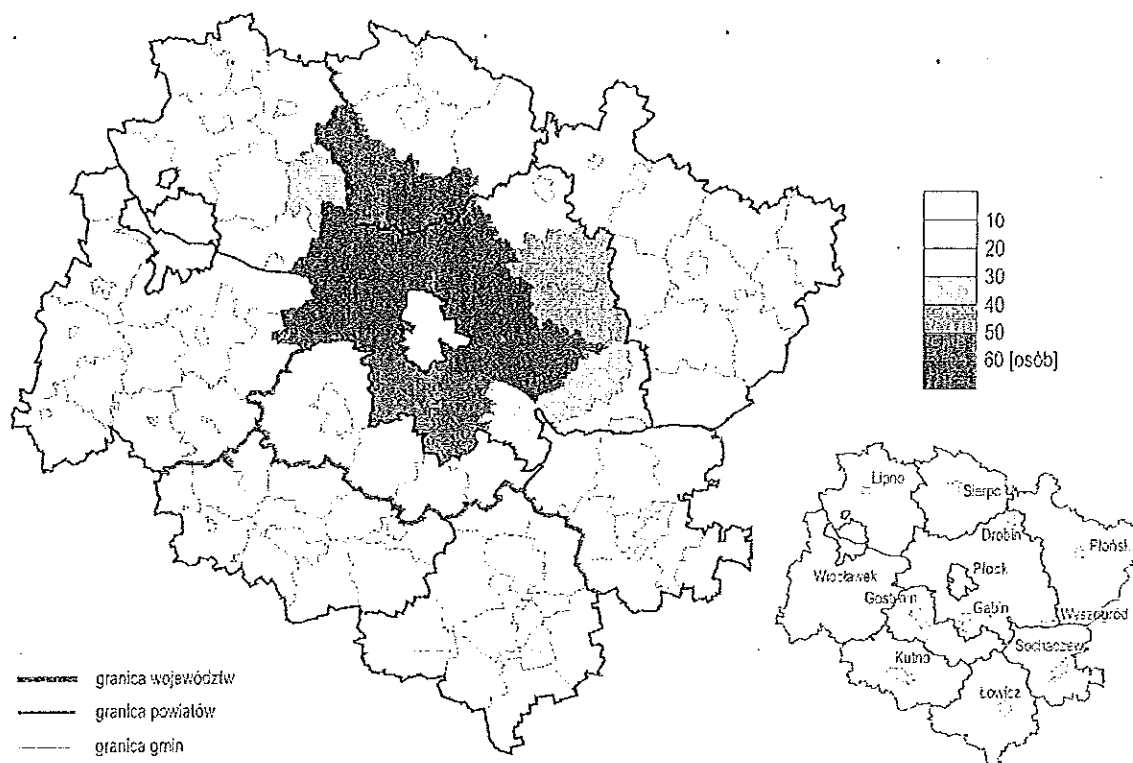 10
20
30
40
50
60 [osób]
Lipno
Sierpc
Drobin
Płońsk
Włocławek
Płock
Gostynin
Gąbin
Wyszogród
Sochaczew
Kutno
Łowicz
granica województw
granica powiatów
granica gmin